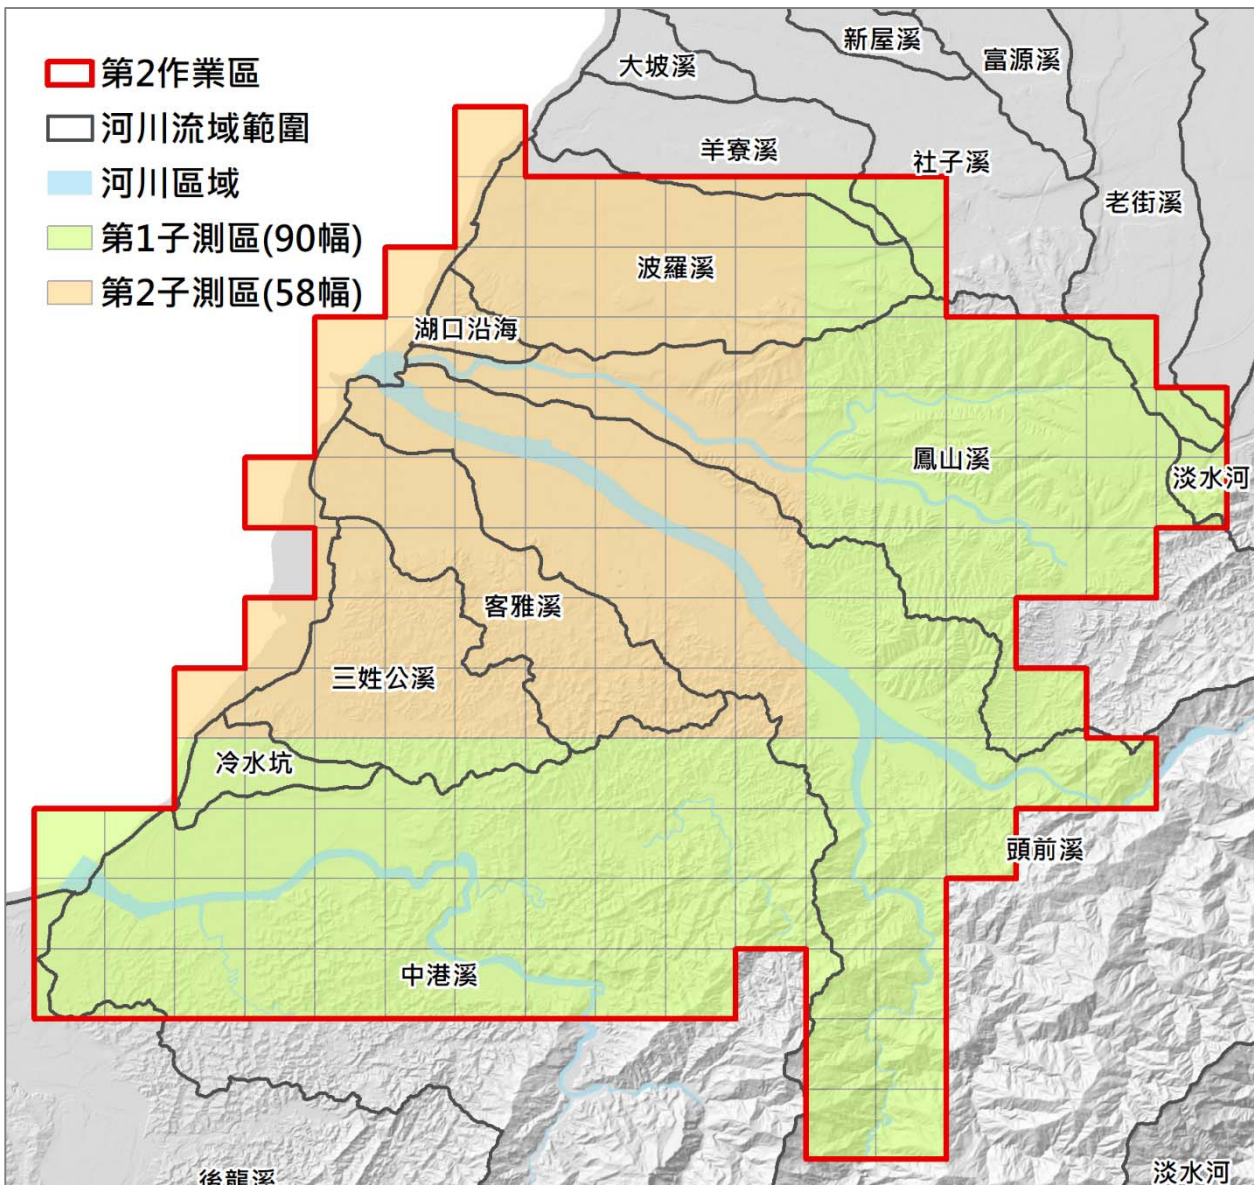 第2作業區
河川流域範圍
河川區域
第1子測區(90幅)
第2子測區(58幅)
新屋溪
富源溪
大坡溪
羊寮溪
社子溪
老街溪
波羅溪
湖口沿海
鳳山溪
淡水河
客雅溪
三姓公溪
冷水坑
頭前溪
中港溪
後龍溪
淡水河